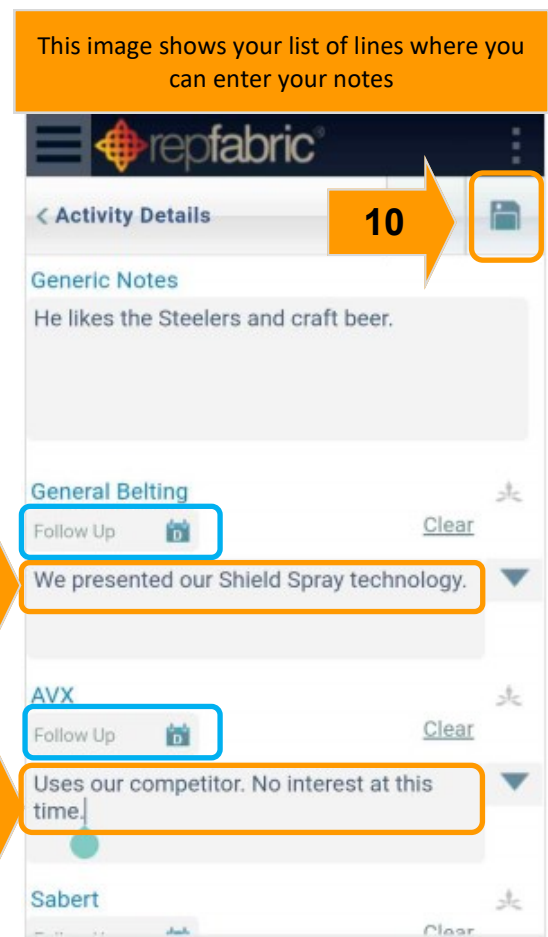 This image shows your list of lines where you
can enter your notes
repfabric®
< Activity Details
10
Generic Notes
He likes the Steelers and craft beer.
General Belting
Follow Up D
Clear
We presented our Shield Spray technology.
AVX
Follow Up D
Clear
Uses our competitor. No interest at this
time.
Sabert
Clear